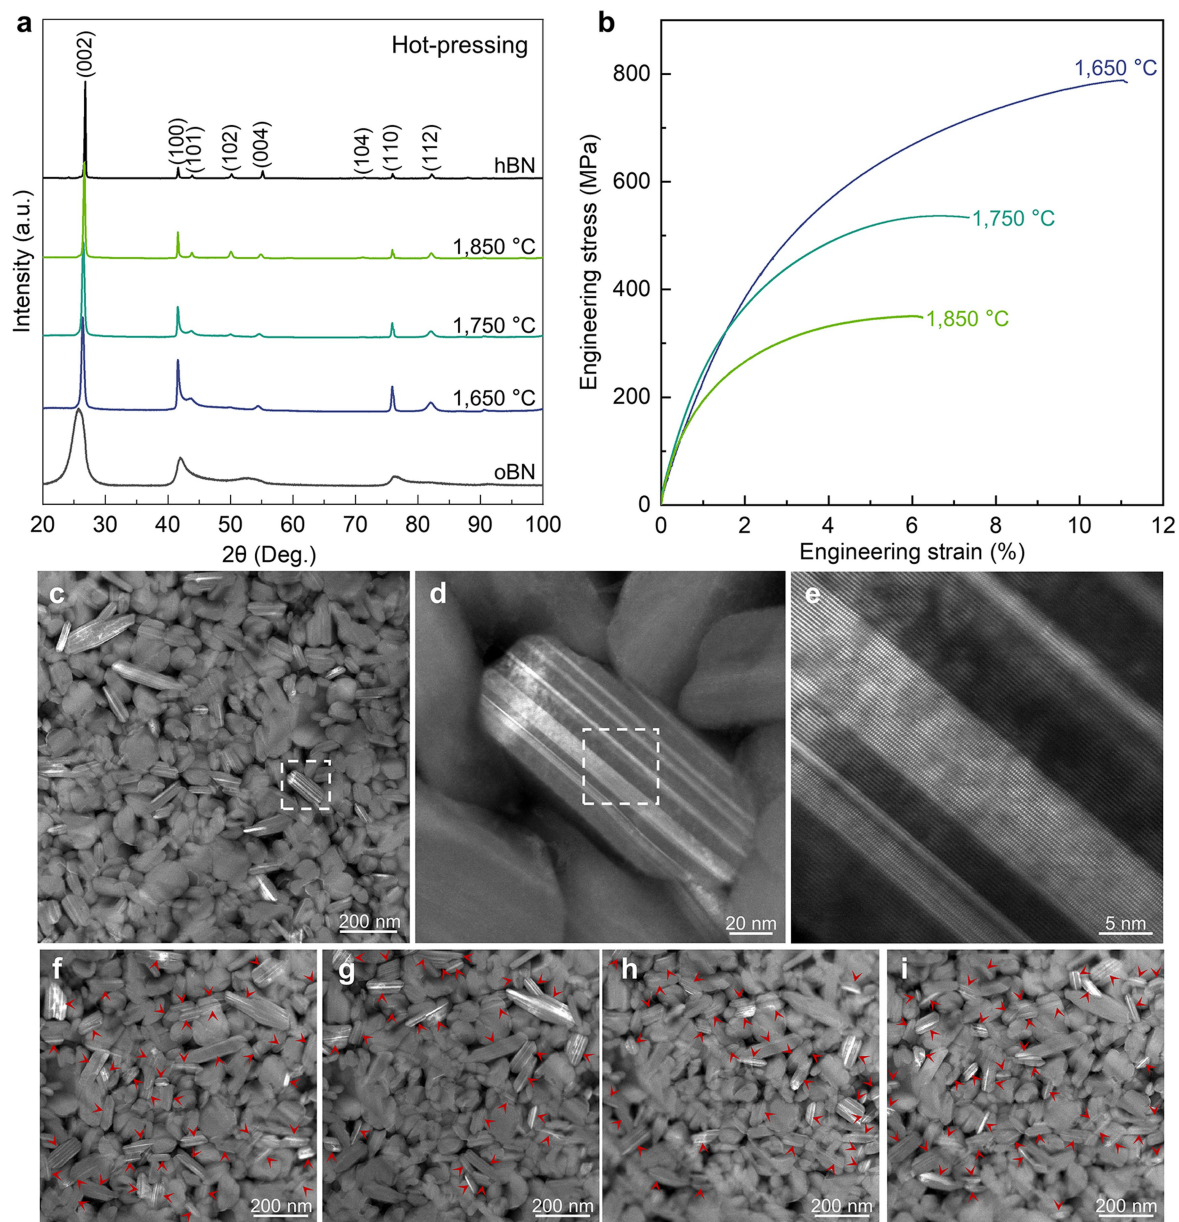 a
Hot-pressing
(002)
(100)
(101)
(102)
(004)
(104)
(110)
(112)
hBN
1,850 °C
1,750 °C
1,650 °C
oBN
Intensity (a.u.)
20 30 40 50 60 70 80 90 100
2θ (Deg.)
b
800
600
400
200
0
1,650 °C
1,750 °C
1,850 °C
Engineering stress (MPa)
0 2 4 6 8 10 12
Engineering strain (%)
c
200 nm
d
20 nm
e
5 nm
f
200 nm
g
200 nm
h
200 nm
i
200 nm